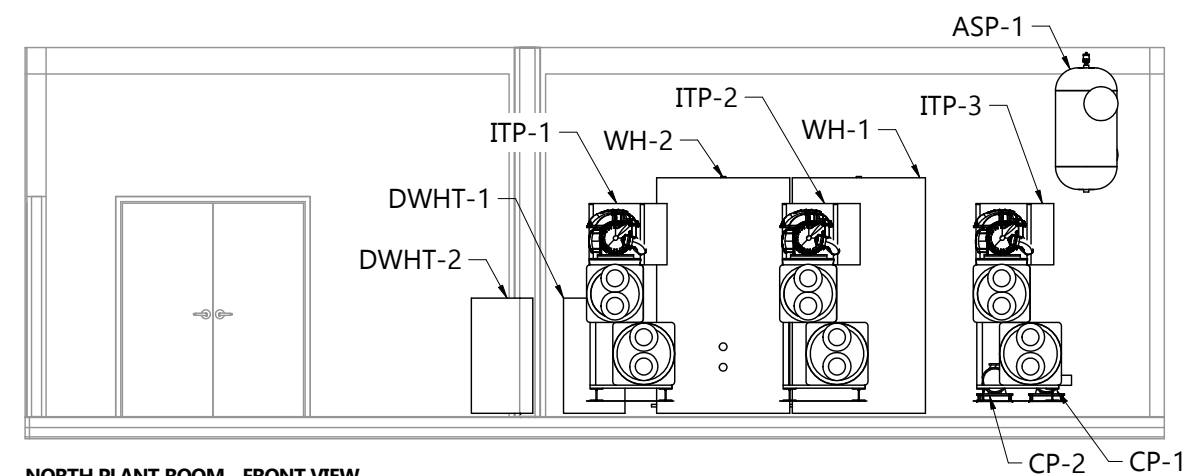 ASP-1
ITP-2
ITP-3
ITP-1
WH-2
WH-1
DWHT-1
DWHT-2
CP-2
CP-1
NORTH PLANT ROOM - FRONT VIEW